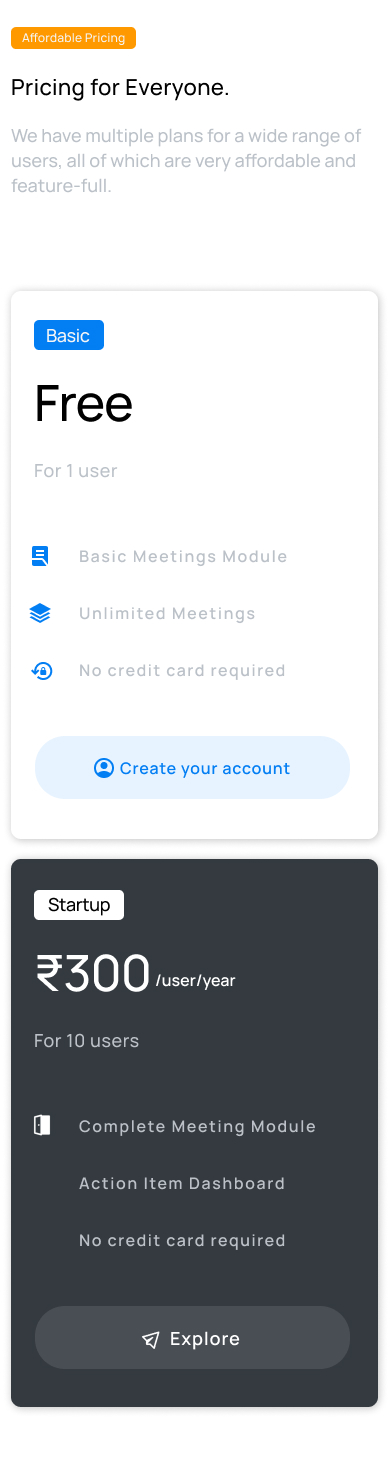 Affordable Pricing
Pricing for Everyone.
We have multiple plans for a wide range of
users, all of which are very affordable and
feature-full.
Basic
Free
For 1 user
Basic Meetings Module
Unlimited Meetings
No credit card required
Create your account
Startup
₹300 /user/year
For 10 users
Complete Meeting Module
Action Item Dashboard
No credit card required
Explore